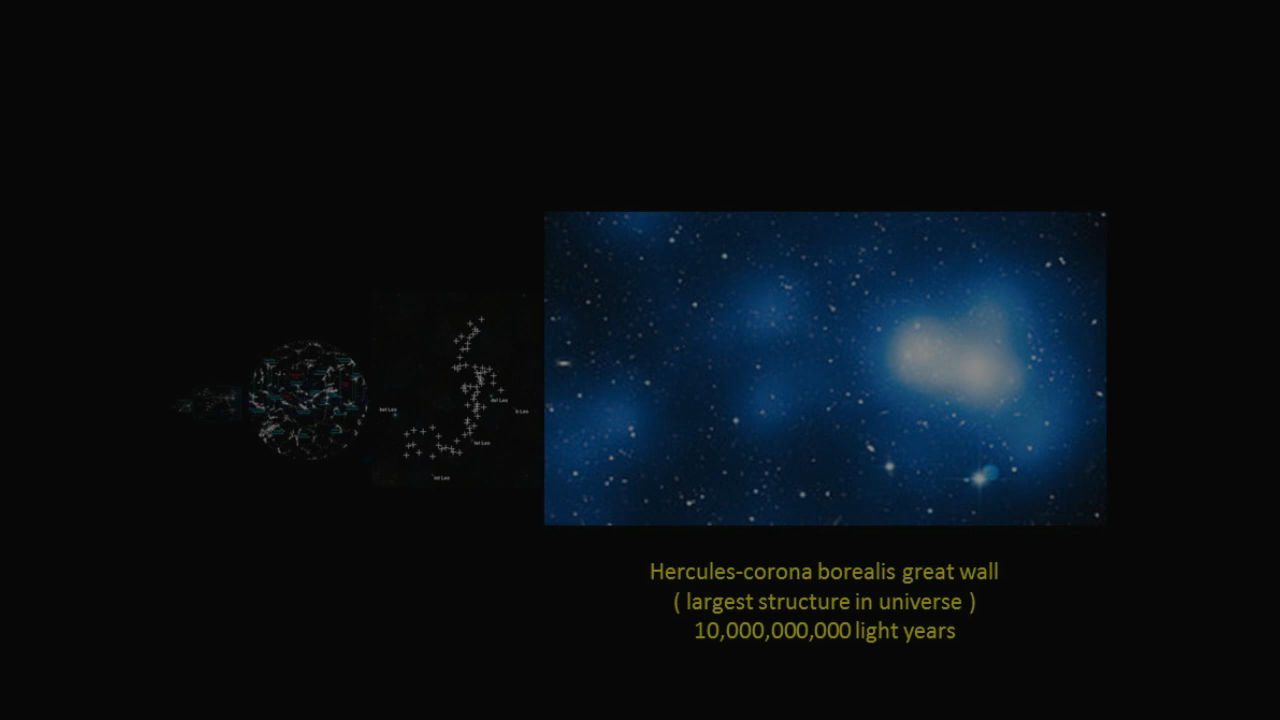 Hercules-corona borealis great wall
( largest structure in universe )
10,000,000,000 light years